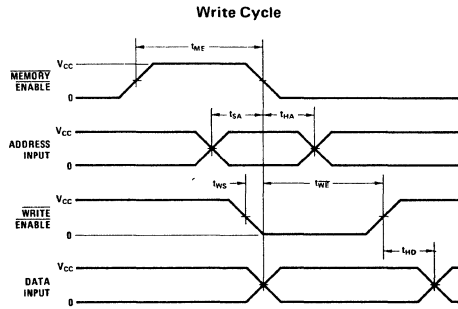 Write Cycle
tME
VCC
MEMORY
ENABLE
0
VCC
tSA
tHA
ADDRESS
INPUT
0
tWS
tWE
VCC
WRITE
ENABLE
0
tHD
VCC
DATA
INPUT
0